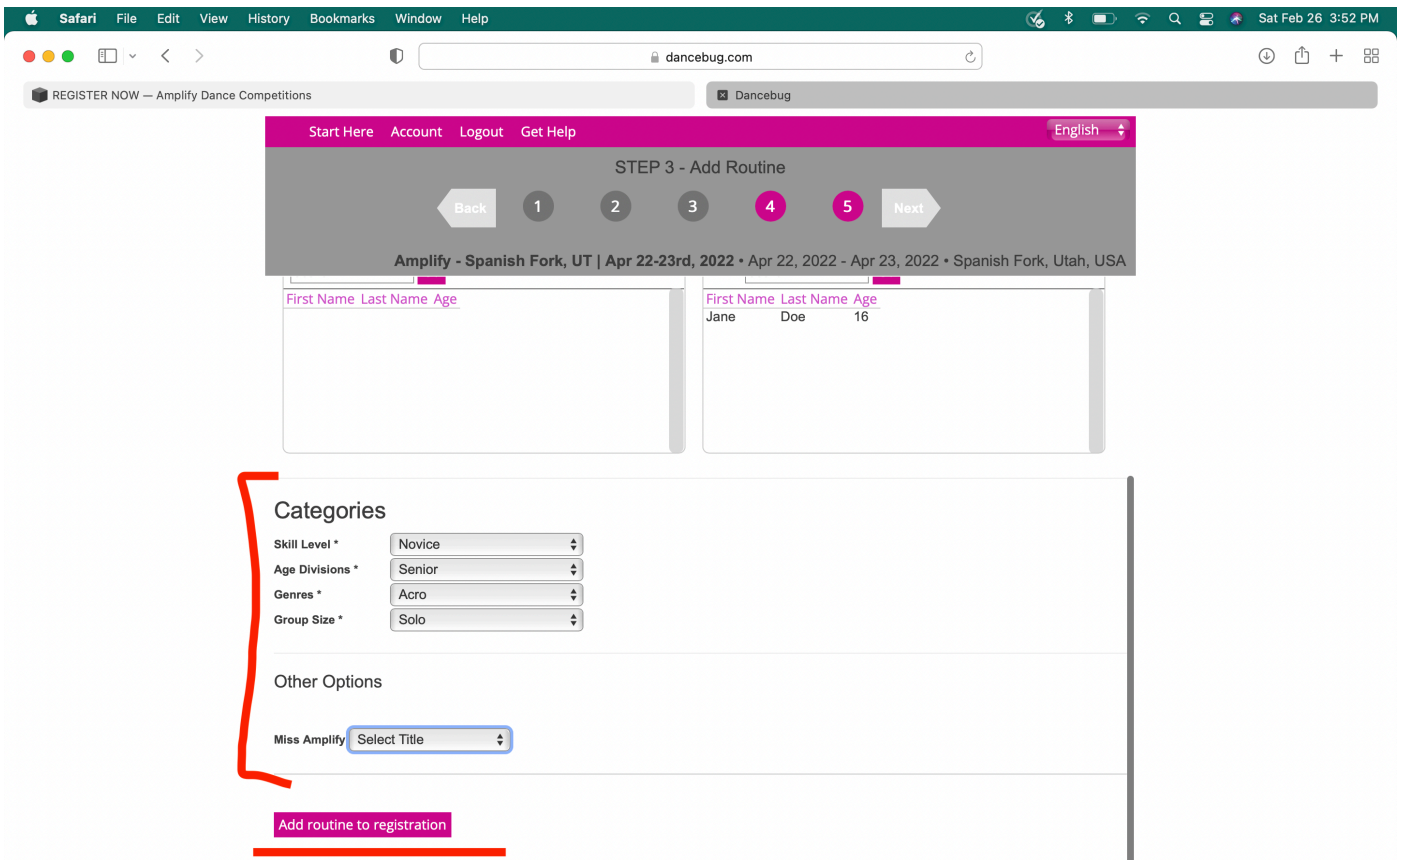 Safari File Edit View History Bookmarks Window Help Sat Feb 26 3:52 PM
dancebug.com
REGISTER NOW — Amplify Dance Competitions Dancebug
Start Here Account Logout Get Help English
STEP 3 - Add Routine
Back 1 2 3 4 5 Next
Amplify - Spanish Fork, UT | Apr 22-23rd, 2022 • Apr 22, 2022 - Apr 23, 2022 • Spanish Fork, Utah, USA
First Name Last Name Age First Name Last Name Age
Jane Doe 16
Categories
Skill Level * Novice
Age Divisions * Senior
Genres * Acro
Group Size * Solo
Other Options
Miss Amplify Select Title
Add routine to registration